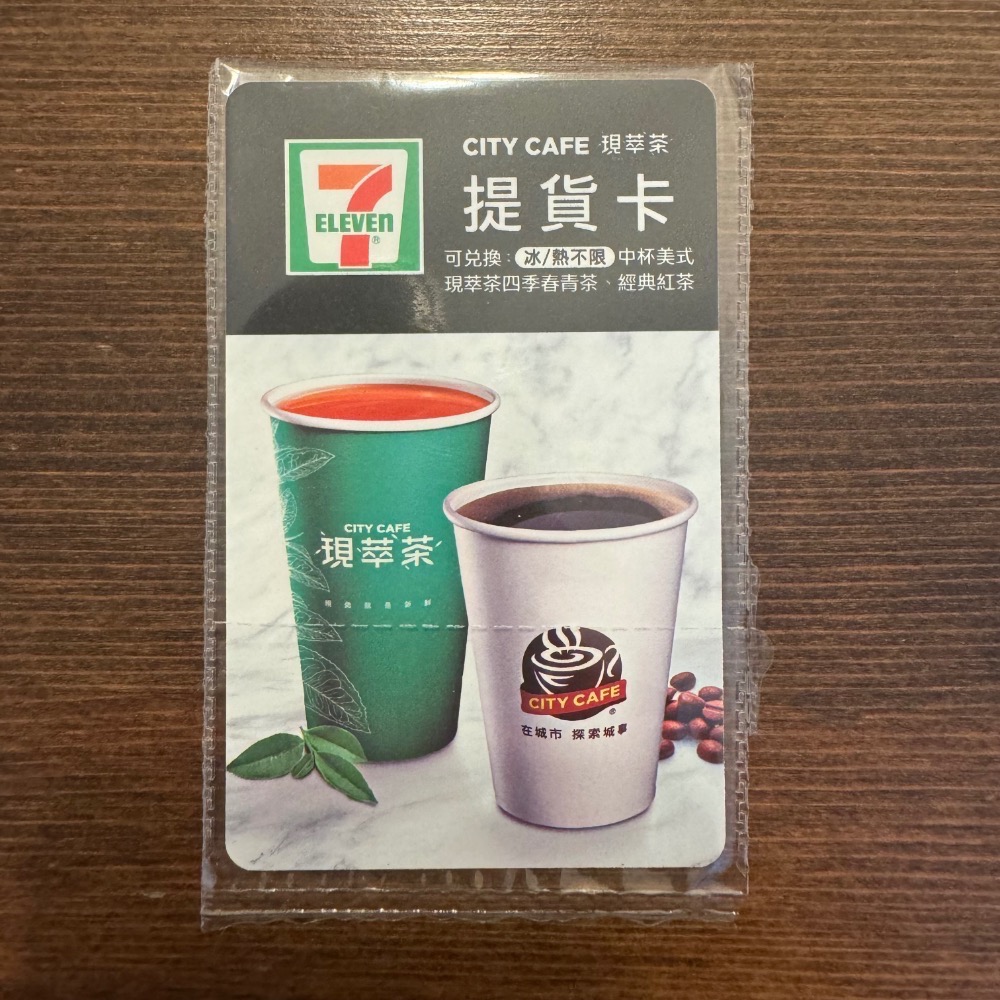 7
ELEVEn
®
CITY CAFE 現萃茶
提貨卡
可兑換：冰/熱不限 中杯美式
現萃茶四季春青茶、經典紅茶
CITY CAFE
現萃茶
CITY CAFE
®
在城市 探索城事